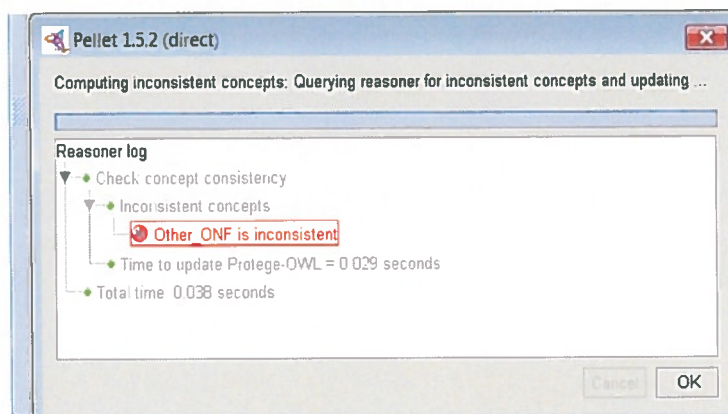 Pellet 1.5.2 (direct)
Computing inconsistent concepts: Querying reasoner for inconsistent concepts and updating ...
Reasoner log
Check concept consistency
Inconsistent concepts
Other_ONF is inconsistent
Time to update Protege-OWL = 0.029 seconds
Total time 0.038 seconds
Cancel OK